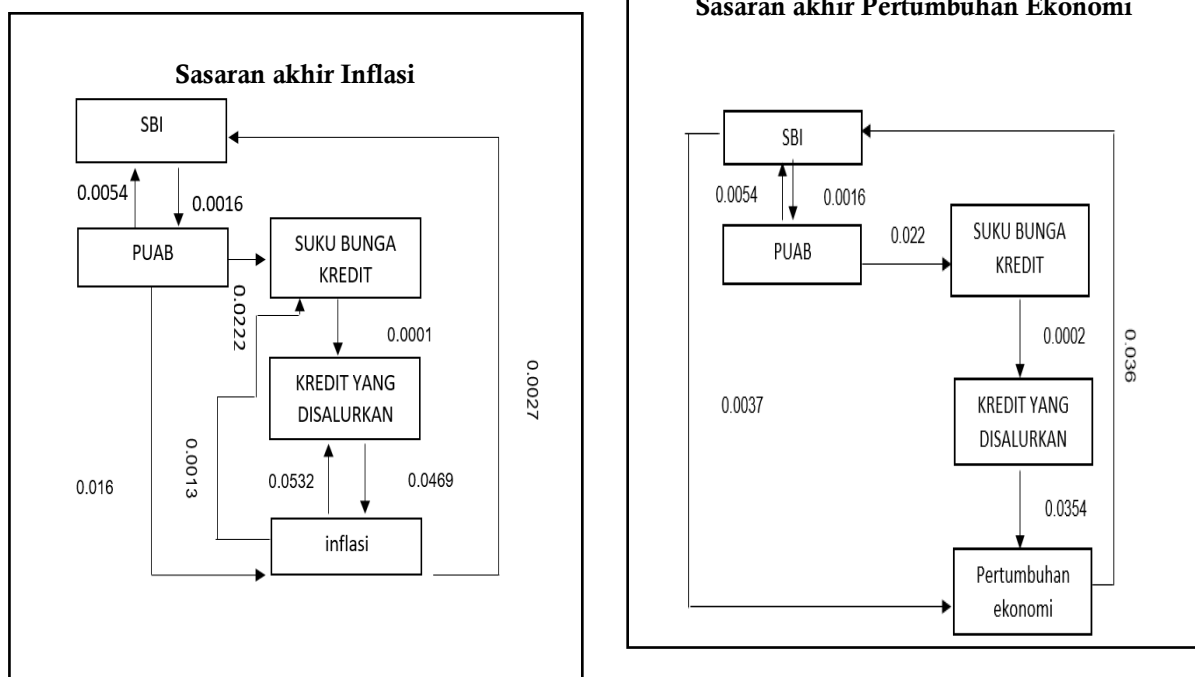 Sasaran akhir Inflasi
SBI
0.0054
0.0016
PUAB
SUKU BUNGA
KREDIT
0.0222
0.0001
KREDIT YANG
DISALURKAN
0.0027
0.016
0.0013
0.0532
0.0469
inflasi
Sasaran akhir Pertumbuhan Ekonomi
SBI
0.0054
0.0016
PUAB
0.022
SUKU BUNGA
KREDIT
0.0002
0.036
0.0037
KREDIT YANG
DISALURKAN
0.0354
Pertumbuhan
ekonomi